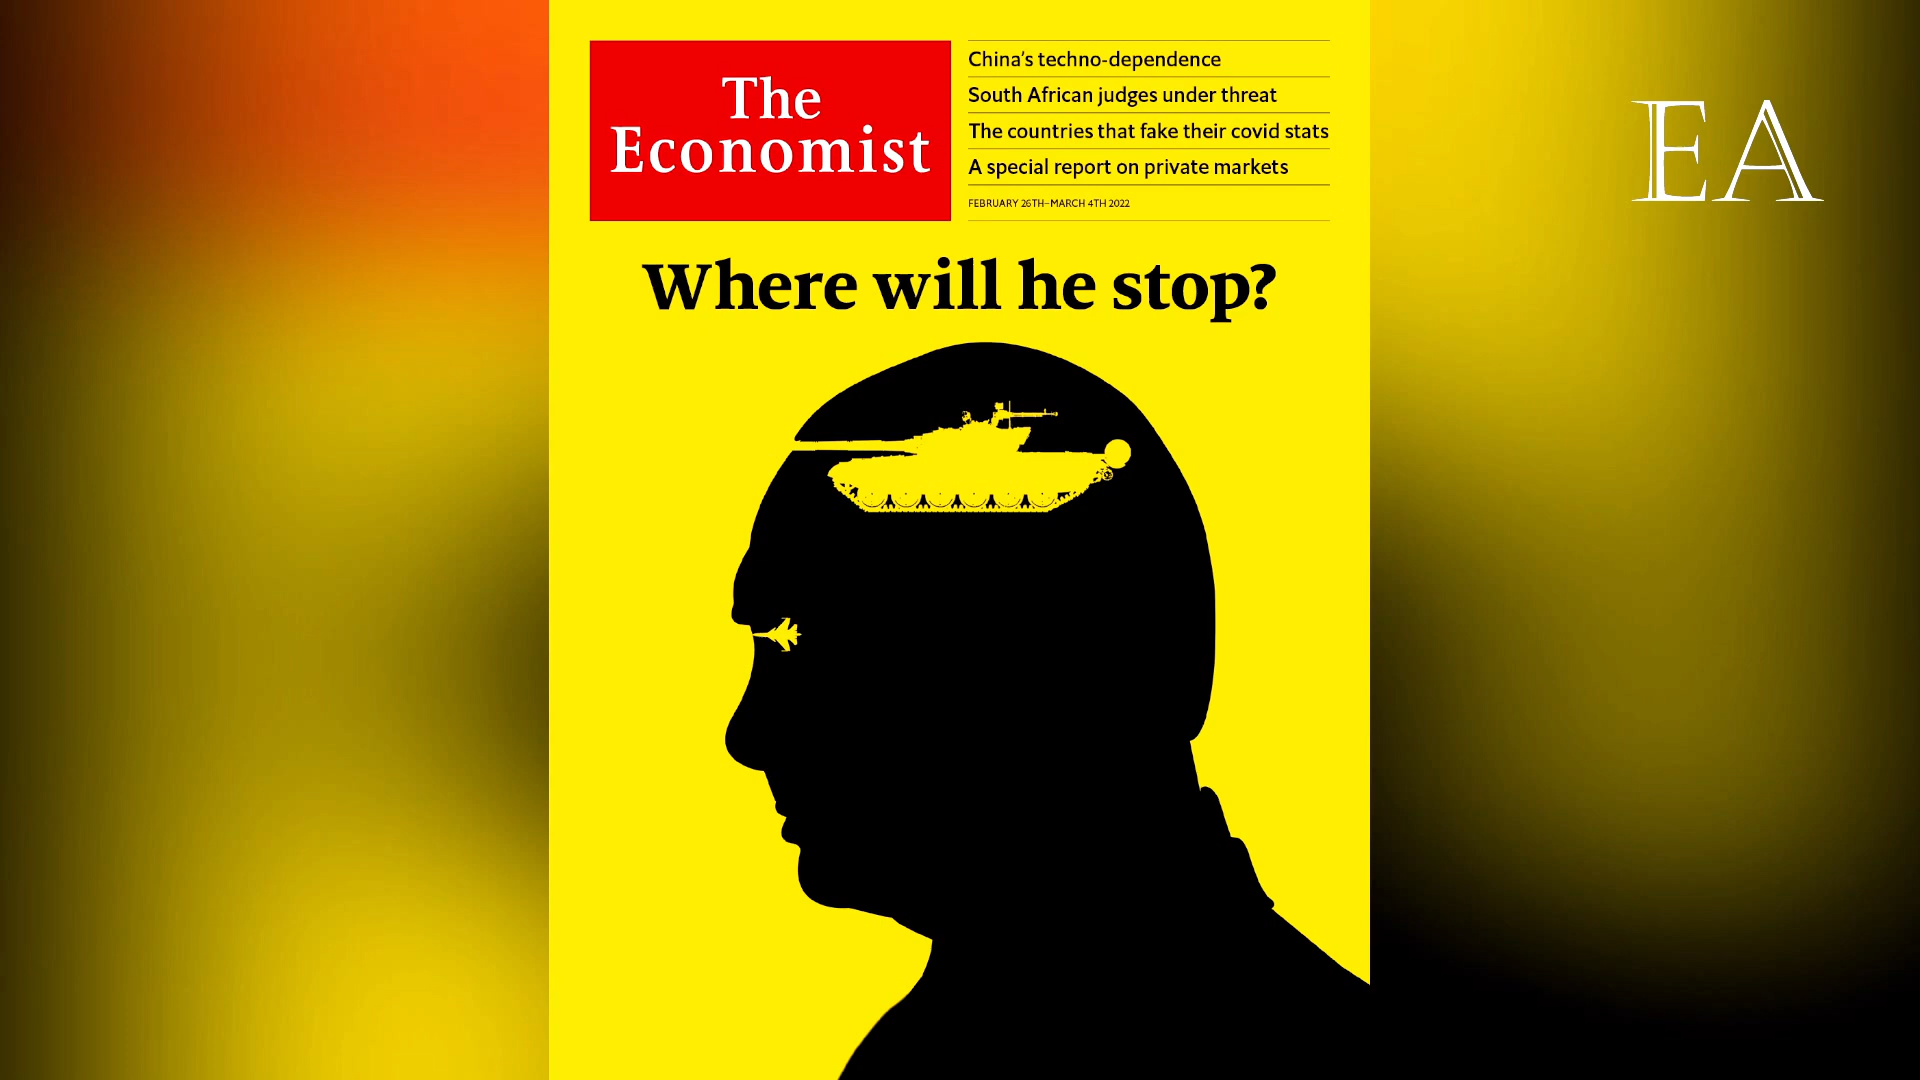 The
Economist
China's techno-dependence
South African judges under threat
The countries that fake their covid stats
A special report on private markets
FEBRUARY 26TH–MARCH 4TH 2022
EA
Where will he stop?